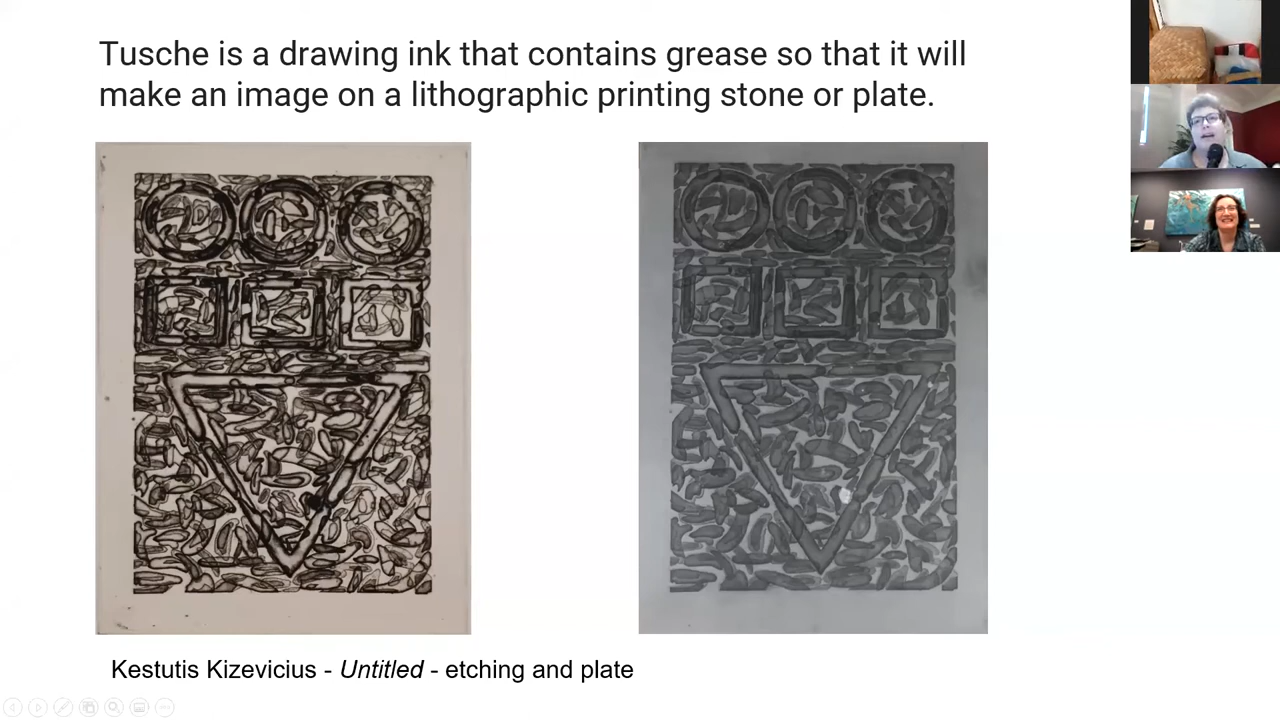 Tusche is a drawing ink that contains grease so that it will
make an image on a lithographic printing stone or plate.
Kestutis Kizevicius - Untitled - etching and plate